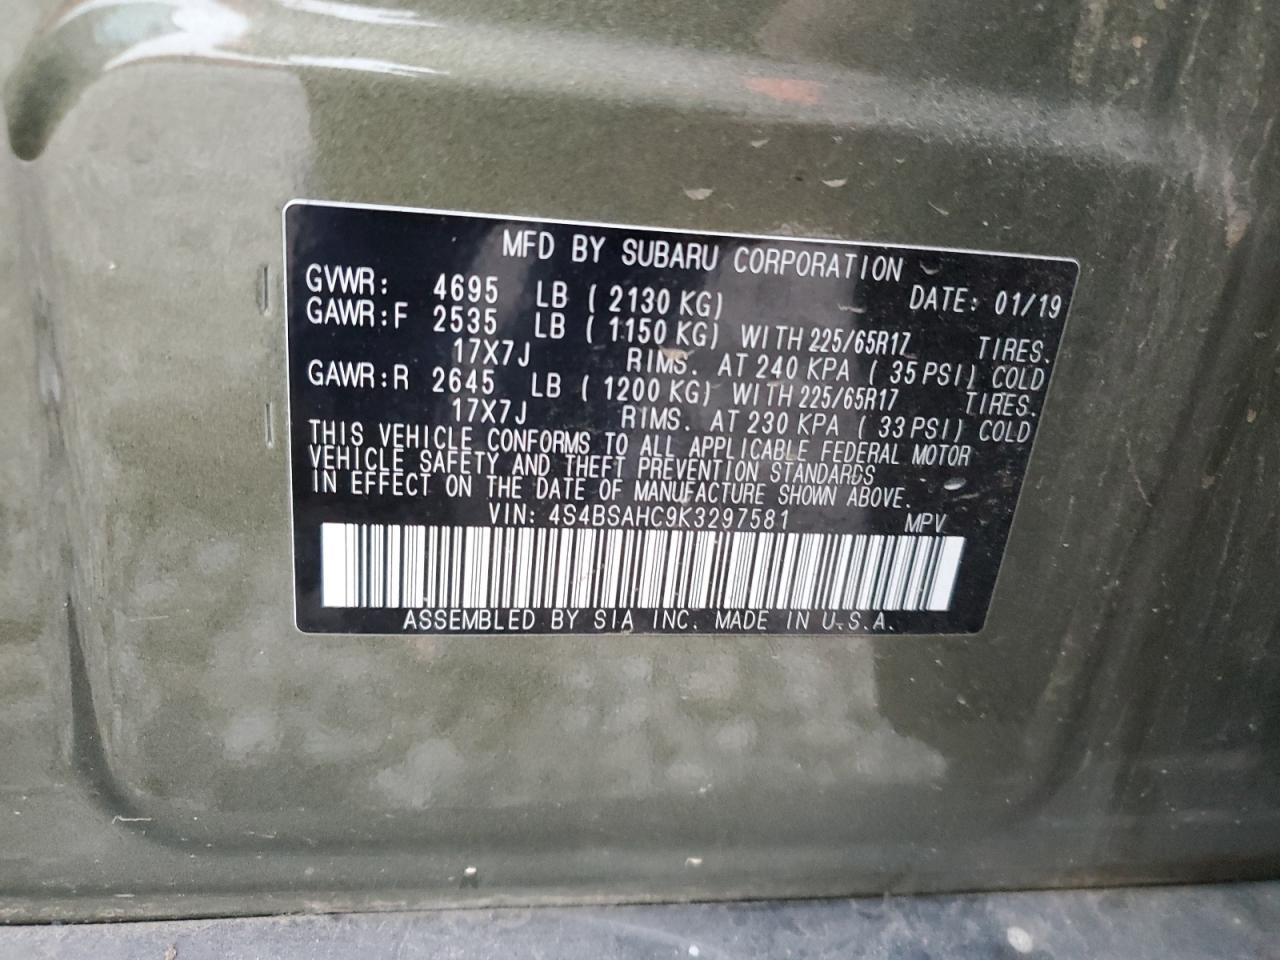 MFD BY SUBARU CORPORATION
GVWR: 4695 LB ( 2130 KG) DATE: 01/19
GAWR:F 2535 LB ( 1150 KG) WITH 225/65R17 TIRES.
17X7J RIMS. AT 240 KPA ( 35 PSI) COLD
GAWR:R 2645 LB ( 1200 KG) WITH 225/65R17 TIRES.
17X7J RIMS. AT 230 KPA ( 33 PSI) COLD
THIS VEHICLE CONFORMS TO ALL APPLICABLE FEDERAL MOTOR
VEHICLE SAFETY AND THEFT PREVENTION STANDARDS
IN EFFECT ON THE DATE OF MANUFACTURE SHOWN ABOVE.
VIN: 4S4BSAHC9K3297581 MPV
ASSEMBLED BY SIA INC. MADE IN U.S.A.